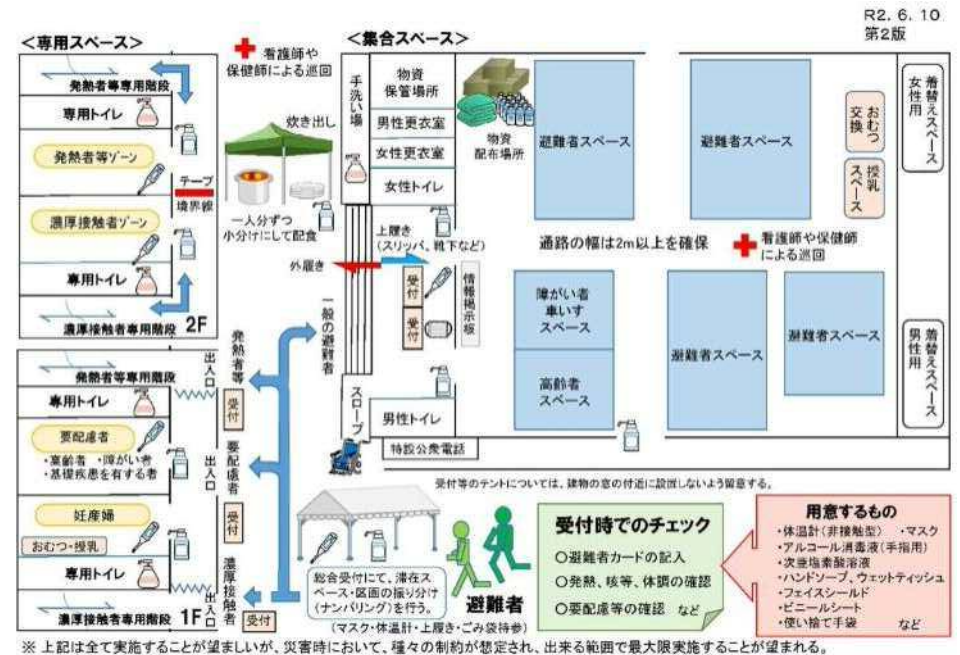 R2. 6. 10
第2版
＜専用スペース＞
発熱者等専用階段
専用トイレ
発熱者等ゾーン
テープ
境界線
濃厚接触者ゾーン
専用トイレ
濃厚接触者専用階段
2F
看護師や
保健師による巡回
炊き出し
一人分ずつ
小分けにして配食
＜集合スペース＞
手洗い場
物資
保管場所
男性更衣室
女性更衣室
女性トイレ
物資
配布場所
避難者スペース
避難者スペース
おむつ
交換
授乳
スペース
着替えスペース
女性用
上履き
(スリッパ、靴下など)
外履き
通路の幅は2m以上を確保
看護師や保健師
による巡回
受付
受付
情報掲示板
障がい者
車いす
スペース
高齢者
スペース
避難者スペース
避難者スペース
着替えスペース
男性用
一般の避難者
スロープ
男性トイレ
特設公衆電話
発熱者等専用階段
専用トイレ
要配慮者
・高齢者 ・障がい者
・基礎疾患を有する者
妊産婦
おむつ・授乳
専用トイレ
濃厚接触者専用階段
1F
出入口
発熱者等
受付
出入口
要配慮者
受付
出入口
濃厚接触者
受付
総合受付にて、滞在ス
ペース・区画の振り分け
(ナンバリング)を行う。
避難者
(マスク・体温計・上履き・ごみ袋持参)
受付等のテントについては、建物の窓の付近に設置しないよう留意する。
受付時でのチェック
○避難者カードの記入
○発熱、咳等、体調の確認
○要配慮等の確認 など
用意するもの
・体温計(非接触型) ・マスク
・アルコール消毒液(手指用)
・次亜塩素酸溶液
・ハンドソープ、ウェットティッシュ
・フェイスシールド
・ビニールシート
・使い捨て手袋 など
※ 上記は全て実施することが望ましいが、災害時において、種々の制約が想定され、出来る範囲で最大限実施することが望まれる。